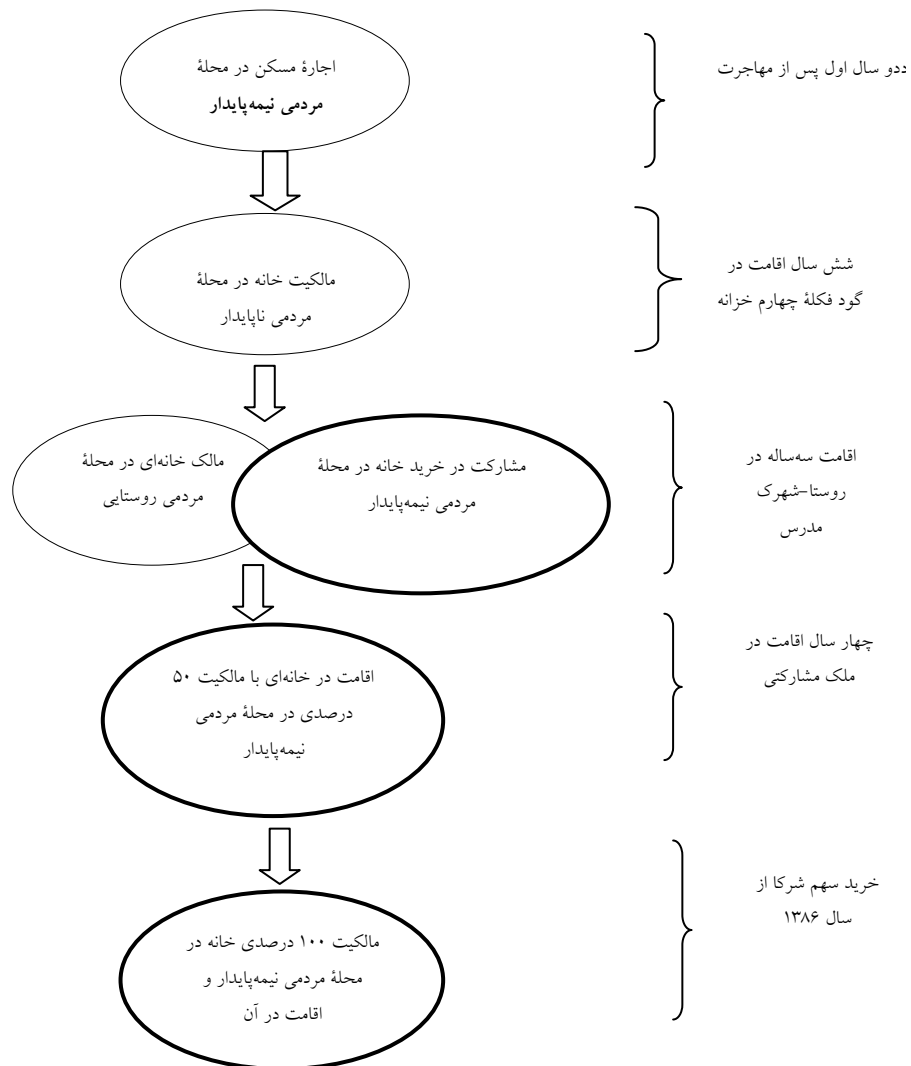 اجارهٔ مسکن در محلهٔ
مردمی نیمه‌پایدار
ددو سال اول پس از مهاجرت
مالکیت خانه در محلهٔ
مردمی ناپایدار
شش سال اقامت در
گود فکلهٔ چهارم خزانه
مالک خانه‌ای در محلهٔ
مردمی روستایی
مشارکت در خرید خانه در محلهٔ
مردمی نیمه‌پایدار
اقامت سه‌ساله در
روستا-شهرک
مدرس
اقامت در خانه‌ای با مالکیت ۵۰
درصدی در محلهٔ مردمی
نیمه‌پایدار
چهار سال اقامت در
ملک مشارکتی
مالکیت ۱۰۰ درصدی خانه در
محلهٔ مردمی نیمه‌پایدار و
اقامت در آن
خرید سهم شرکا از
سال ۱۳۸۶